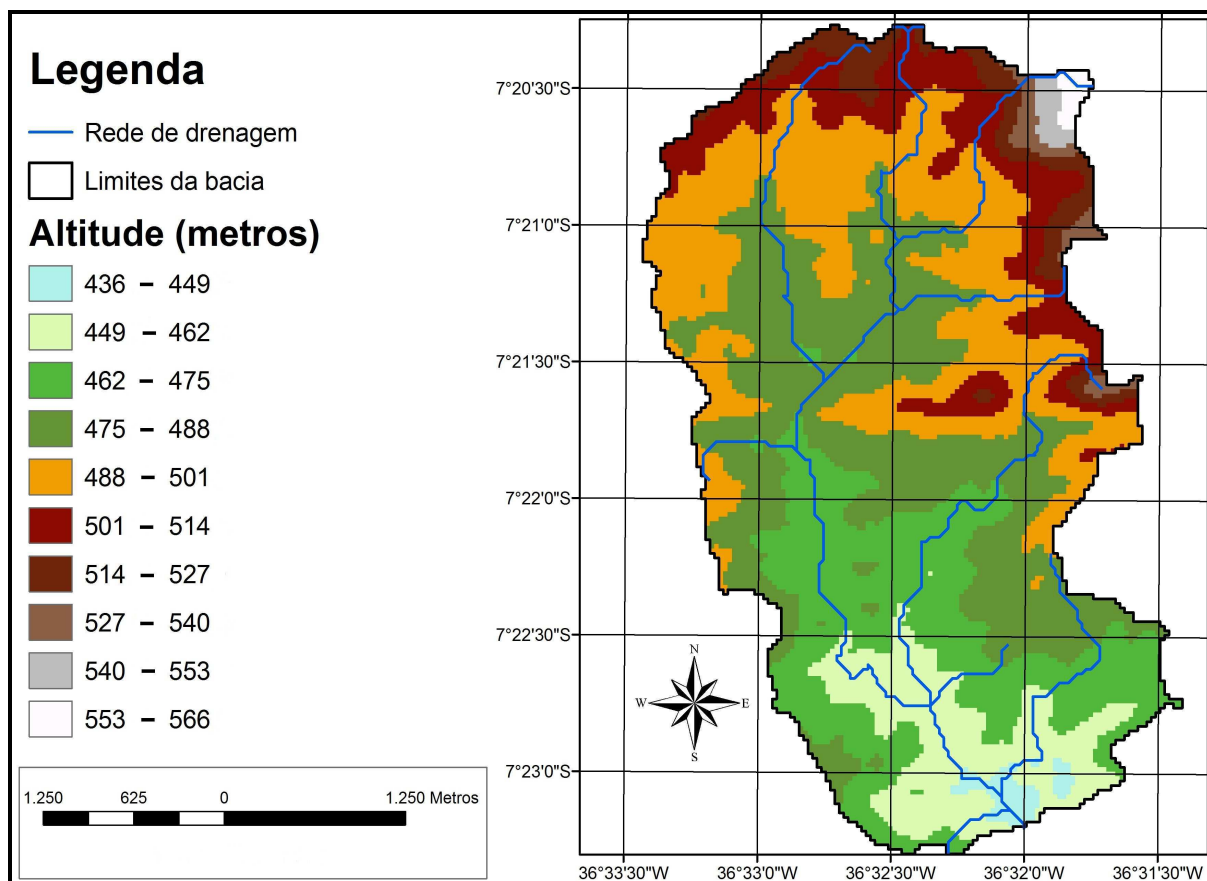 Legenda
Rede de drenagem
Limites da bacia
Altitude (metros)
436 – 449
449 – 462
462 – 475
475 – 488
488 – 501
501 – 514
514 – 527
527 – 540
540 – 553
553 – 566
1.250 625 0 1.250 Metros
7°20'30"S
7°21'0"S
7°21'30"S
7°22'0"S
7°22'30"S
7°23'0"S
N
W E
S
36°33'30"W 36°33'0"W 36°32'30"W 36°32'0"W 36°31'30"W